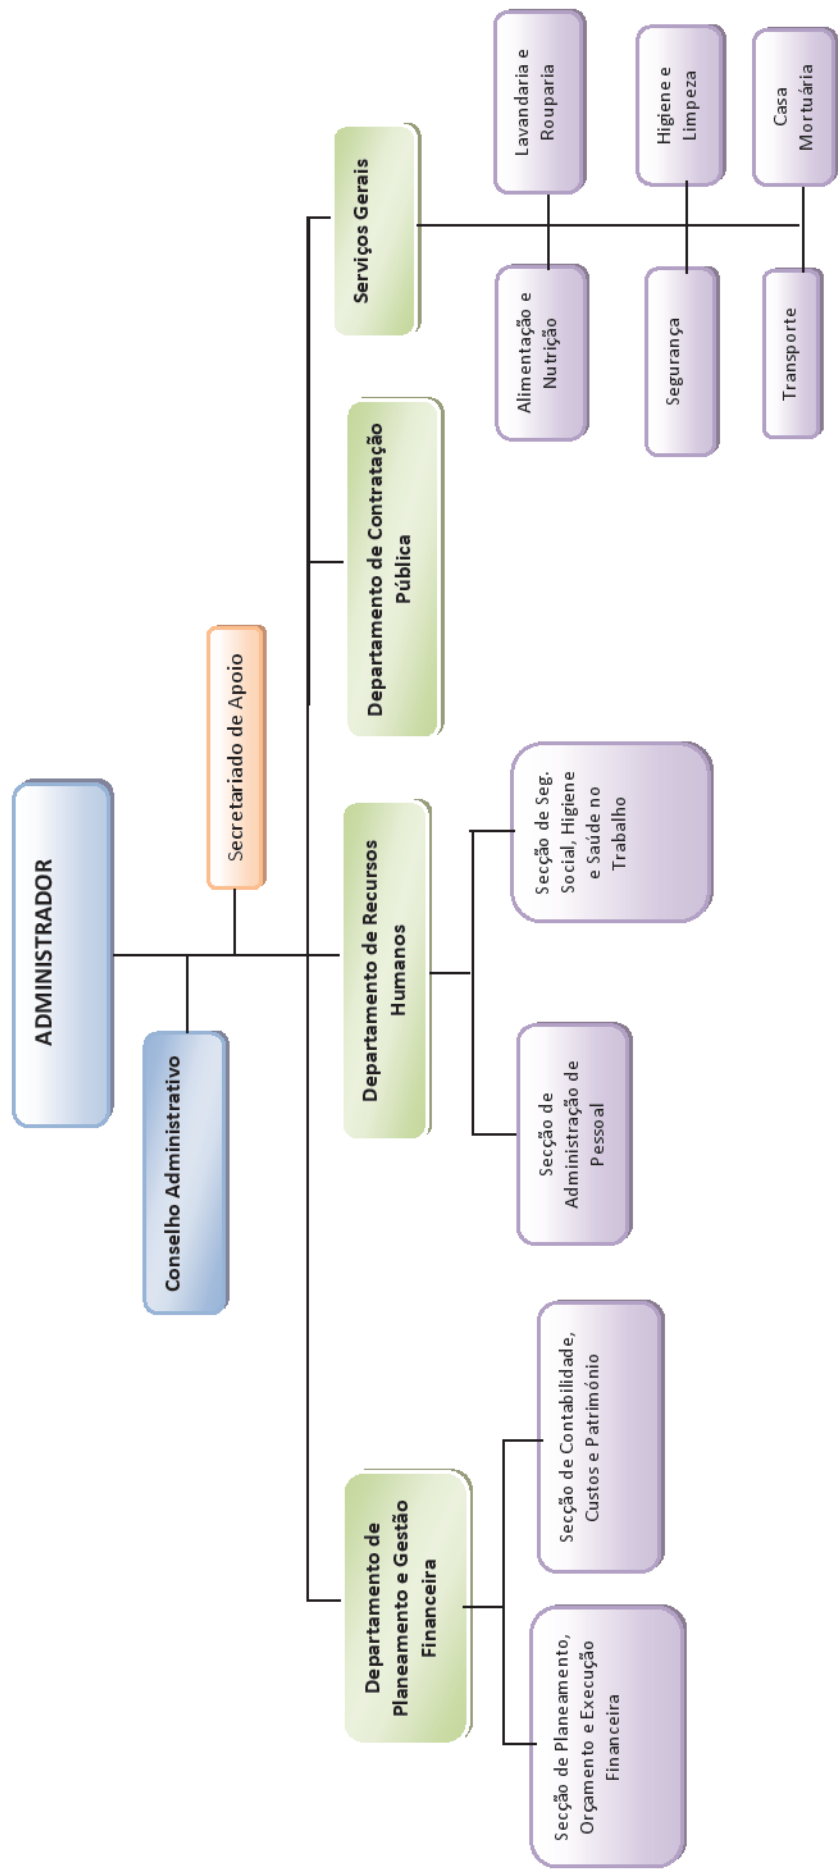 ADMINISTRADOR
Conselho Administrativo
Secretariado de Apoio
Departamento de
Planeamento e Gestão
Financeira
Departamento de Recursos
Humanos
Departamento de Contratação
Pública
Serviços Gerais
Secção de Planeamento,
Orçamento e Execução
Financeira
Secção de Contabilidade,
Custos e Património
Secção de
Administração de
Pessoal
Secção de Seg.
Social, Higiene
e Saúde no
Trabalho
Alimentação e
Nutrição
Lavandaria e
Rouparia
Segurança
Higiene e
Limpeza
Transporte
Casa
Mortuária